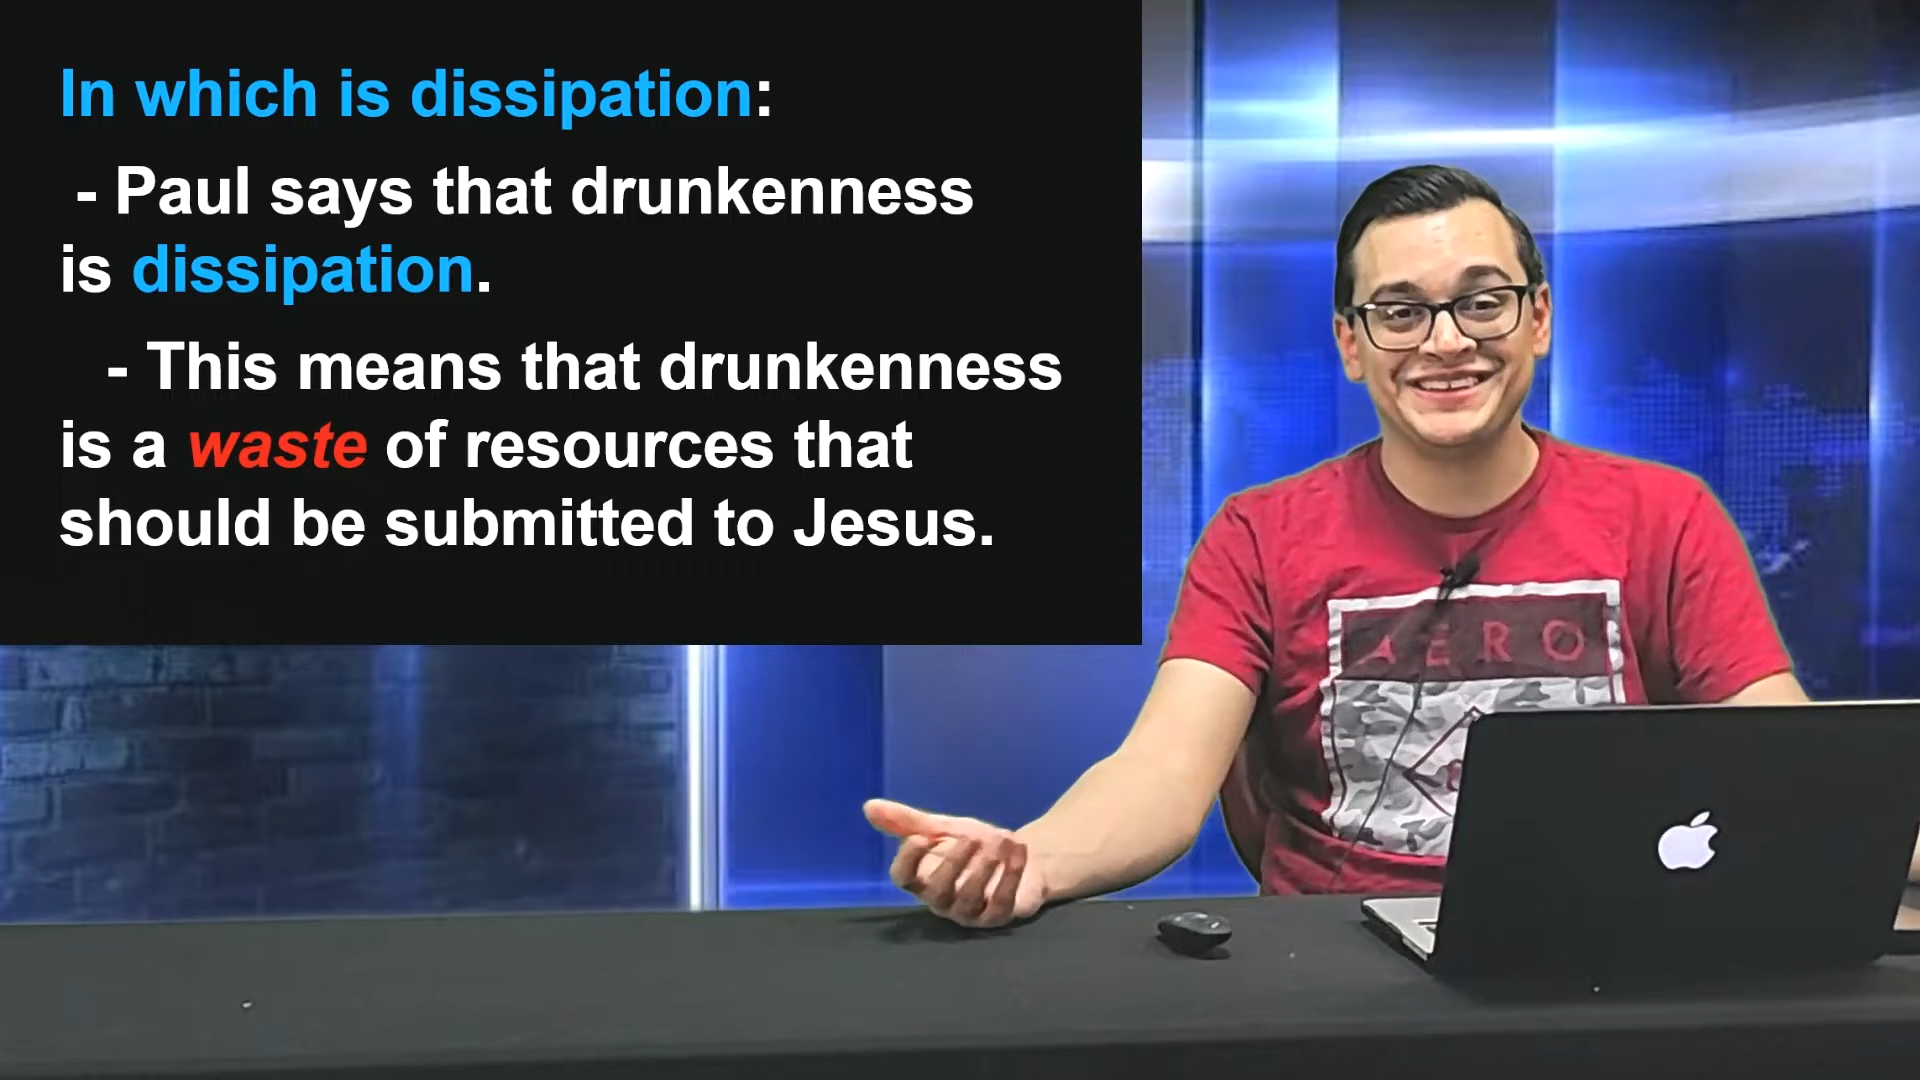 In which is dissipation:
- Paul says that drunkenness
is dissipation.
- This means that drunkenness
is a waste of resources that
should be submitted to Jesus.
AERO